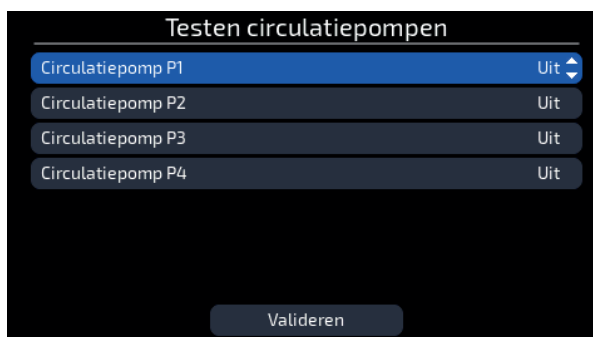 Testen circulatiepompen
Circulatiepomp P1 Uit
Circulatiepomp P2 Uit
Circulatiepomp P3 Uit
Circulatiepomp P4 Uit
Valideren